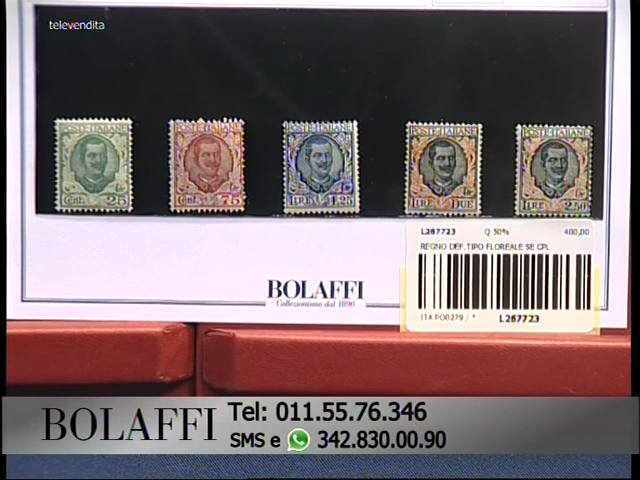 televendita
POSTE·ITALIANE
POSTE·ITALIANE
POSTE·ITALIANE
POSTE·ITALIANE
POSTE·ITALIANE
Cent. 25
Cent. 75
LIRE 1,25
LIRE DUE
LIRE 2.50
L267723 Q 50% 400,00
REGNO DEF.TIPO FLOREALE SE CPL
ITA PO0279 / * L267723
BOLAFFI
Collezionismo dal 1890
BOLAFFI
Tel: 011.55.76.346
SMS e 342.830.00.90